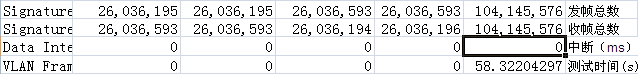 Signature 26,036,195 26,036,195 26,036,593 26,036,593 104,145,576 发帧总数
Signature 26,036,593 26,036,593 26,036,194 26,036,196 104,145,576 收帧总数
Data Inte 0 0 0 0 0 中断（ms）
VLAN Fram 0 0 0 0 58.32204297 测试时间(s)